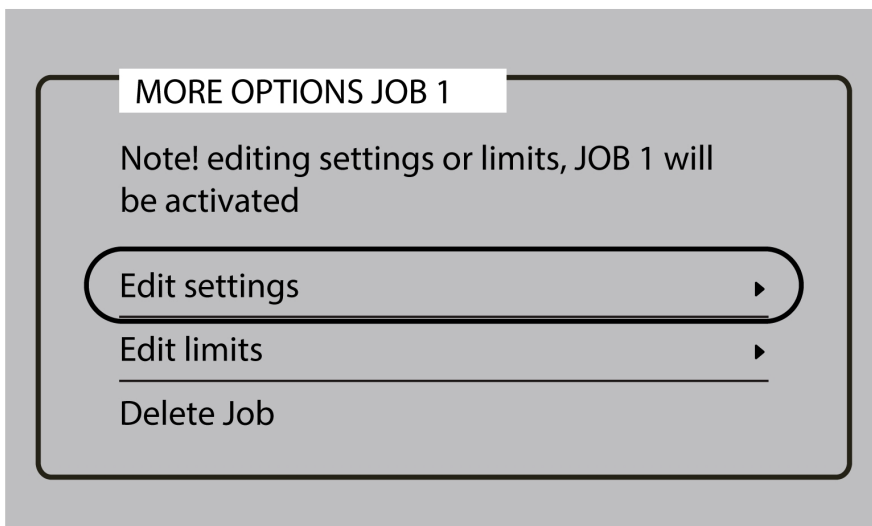 MORE OPTIONS JOB 1
Note! editing settings or limits, JOB 1 will
be activated
Edit settings
Edit limits
Delete Job